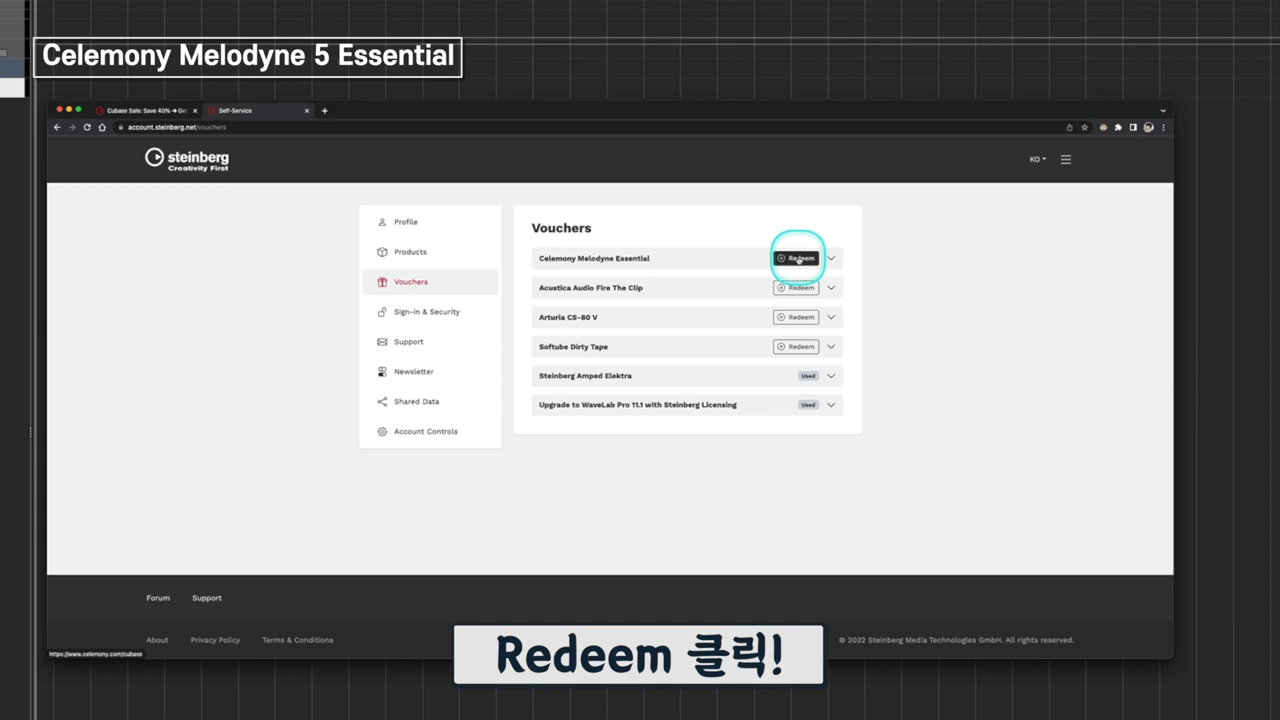 Celemony Melodyne 5 Essential
Cubase Sale: Save 40% → Ge
Self-Service
account.steinberg.net/vouchers
steinberg
Creativity First
KO
Profile
Products
Vouchers
Sign-in & Security
Support
Newsletter
Shared Data
Account Controls
Vouchers
Celemony Melodyne Essential
Redeem
Acustica Audio Fire The Clip
Redeem
Arturia CS-80 V
Redeem
Softube Dirty Tape
Redeem
Steinberg Amped Elektra
Used
Upgrade to WaveLab Pro 11.1 with Steinberg Licensing
Used
Forum
Support
About
Privacy Policy
Terms & Conditions
© 2022 Steinberg Media Technologies GmbH. All rights reserved.
https://www.celemony.com/cubase
Redeem 클릭!